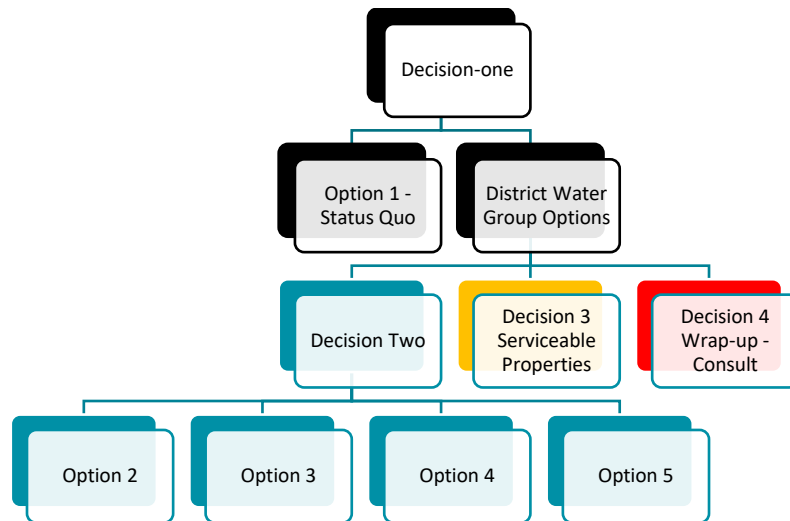 Decision-one
Option 1 -
Status Quo
District Water
Group Options
Decision Two
Decision 3
Serviceable
Properties
Decision 4
Wrap-up -
Consult
Option 2
Option 3
Option 4
Option 5